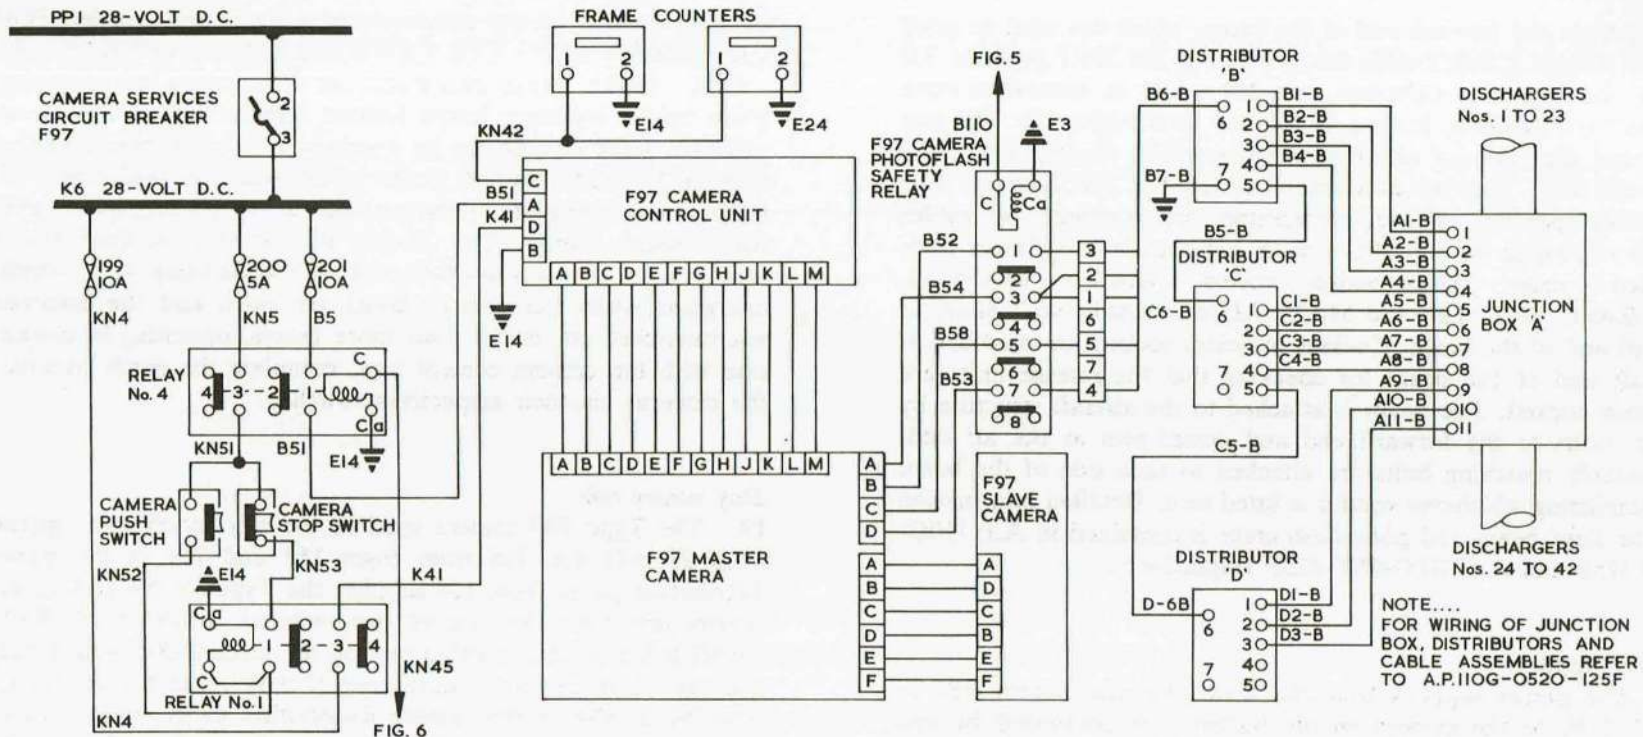 PP1 28-VOLT D.C.
CAMERA SERVICES
CIRCUIT BREAKER
F97
2
3
K6 28-VOLT D.C.
199
10A
200
5A
201
10A
KN4
KN5
B5
RELAY
No. 4
4 3 2 1
C
Ca
E14
KN51
B51
CAMERA
PUSH
SWITCH
CAMERA
STOP SWITCH
KN52
E14
KN53
K41
Ca
C
1 2 3 4
RELAY No.1
KN4
KN45
FIG. 6
FRAME COUNTERS
1 2
1 2
E14
E24
KN42
B51
K41
C
A
D
B
E14
F97 CAMERA
CONTROL UNIT
A B C D E F G H J K L M
A B C D E F G H J K L M
F97 MASTER
CAMERA
A
B
C
D
A
B
C
D
E
F
F97
SLAVE
CAMERA
A
D
C
B
E
F
FIG.5
B110
E3
F97 CAMERA
PHOTOFLASH
SAFETY
RELAY
C
Ca
1
2
3
4
5
6
7
8
B52
B54
B58
B53
3
2
1
6
5
7
4
DISTRIBUTOR
'B'
B6-B
B7-B
6
7
1
2
3
4
5
B1-B
B2-B
B3-B
B4-B
B5-B
DISTRIBUTOR
'C'
C6-B
6
7
1
2
3
4
5
C1-B
C2-B
C3-B
C4-B
C5-B
DISTRIBUTOR
'D'
D-6B
6
7
1
2
3
4
5
D1-B
D2-B
D3-B
DISCHARGERS
Nos. 1 TO 23
A1-B
A2-B
A3-B
A4-B
A5-B
A6-B
A7-B
A8-B
A9-B
A10-B
A11-B
1
2
3
4
5
6
7
8
9
10
11
JUNCTION
BOX 'A'
DISCHARGERS
Nos. 24 TO 42
NOTE....
FOR WIRING OF JUNCTION
BOX, DISTRIBUTORS AND
CABLE ASSEMBLIES REFER
TO A.P.110G-0520-125F